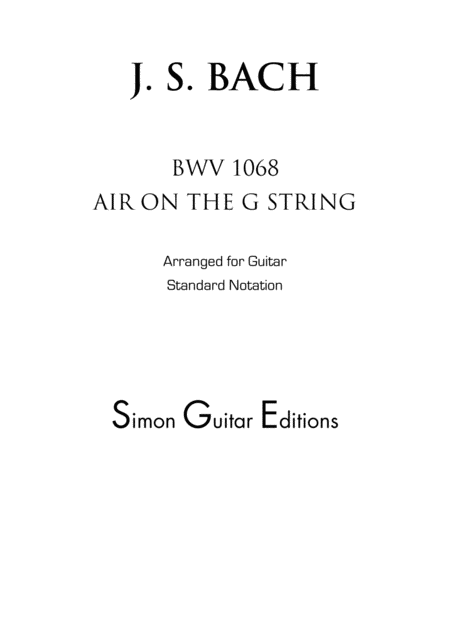 J. S. BACH
BWV 1068
AIR ON THE G STRING
Arranged for Guitar
Standard Notation
Simon Guitar Editions